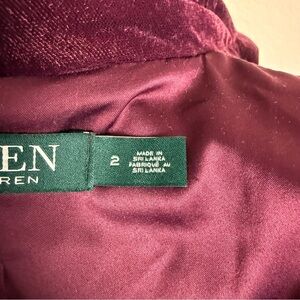 EN
REN
2
MADE IN
SRI LANKA
FABRIQUÉ AU
SRI LANKA